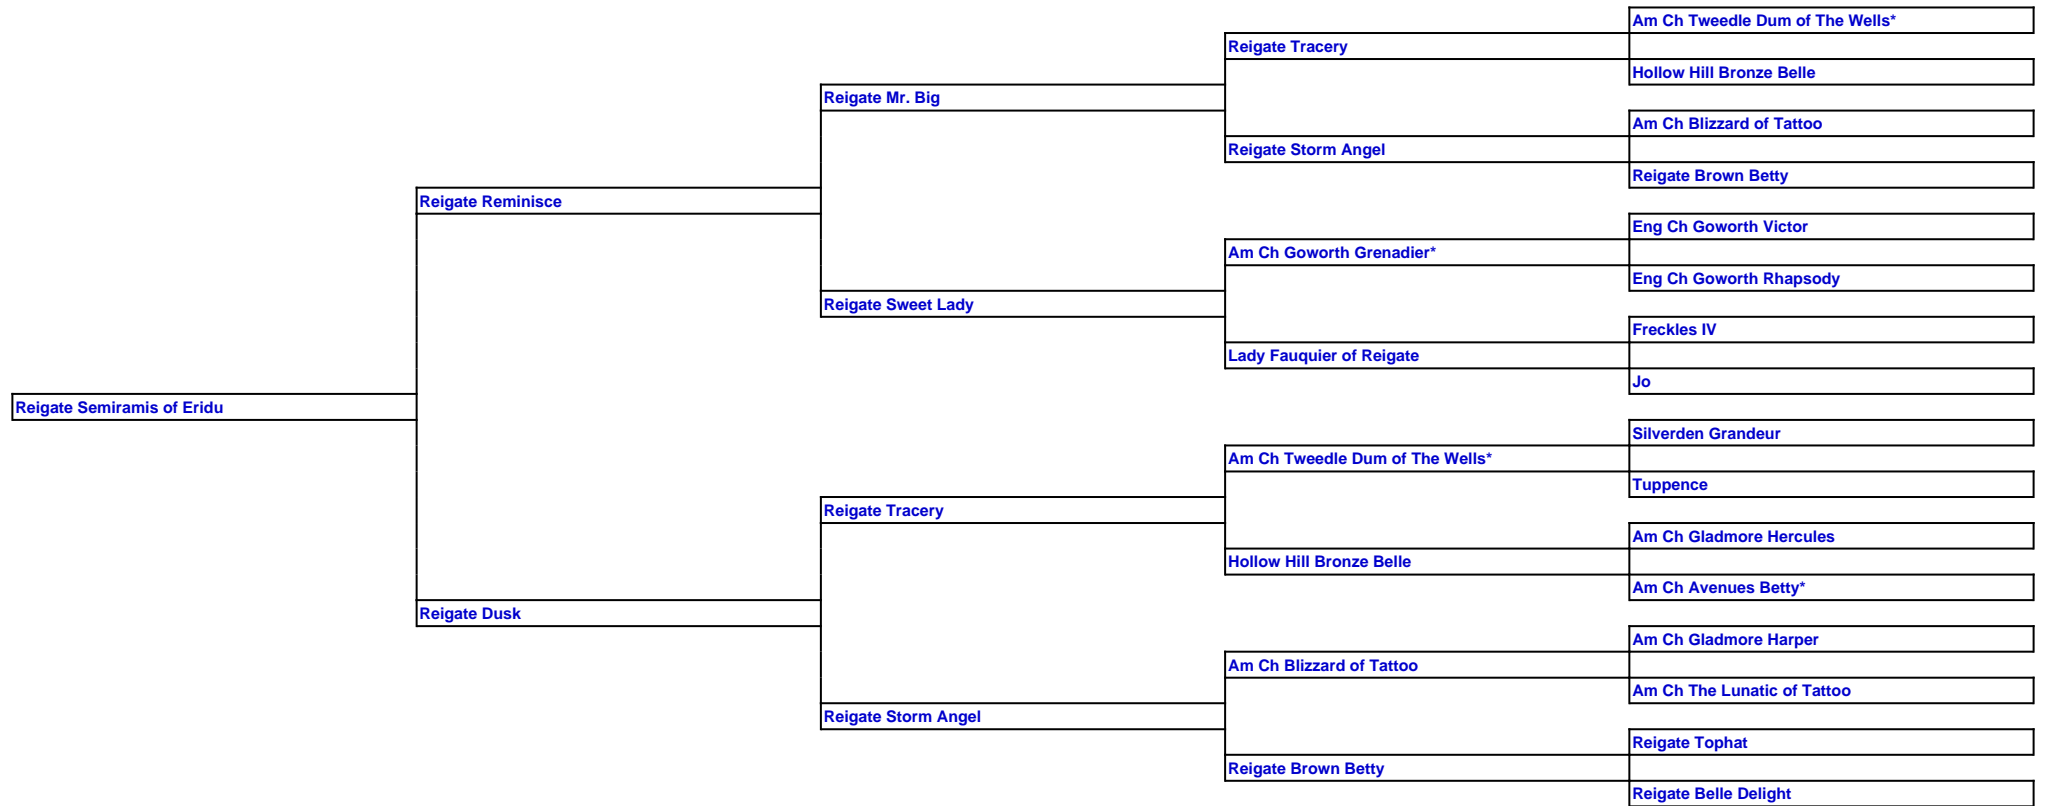 Am Ch Tweedle Dum of The Wells*
Reigate Tracery
Hollow Hill Bronze Belle
Reigate Mr. Big
Am Ch Blizzard of Tattoo
Reigate Storm Angel
Reigate Brown Betty
Reigate Reminisce
Eng Ch Goworth Victor
Am Ch Goworth Grenadier*
Eng Ch Goworth Rhapsody
Reigate Sweet Lady
Freckles IV
Lady Fauquier of Reigate
Jo
Reigate Semiramis of Eridu
Silverden Grandeur
Am Ch Tweedle Dum of The Wells*
Tuppence
Reigate Tracery
Am Ch Gladmore Hercules
Hollow Hill Bronze Belle
Am Ch Avenues Betty*
Reigate Dusk
Am Ch Gladmore Harper
Am Ch Blizzard of Tattoo
Am Ch The Lunatic of Tattoo
Reigate Storm Angel
Reigate Tophat
Reigate Brown Betty
Reigate Belle Delight